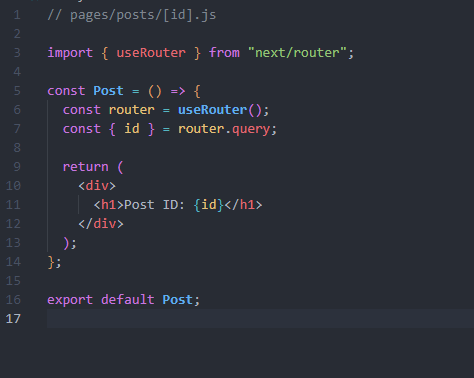 1 // pages/posts/[id].js
2
3 import { useRouter } from "next/router";
4
5 const Post = () => {
6   const router = useRouter();
7   const { id } = router.query;
8
9   return (
10     <div>
11       <h1>Post ID: {id}</h1>
12     </div>
13   );
14 };
15
16 export default Post;
17